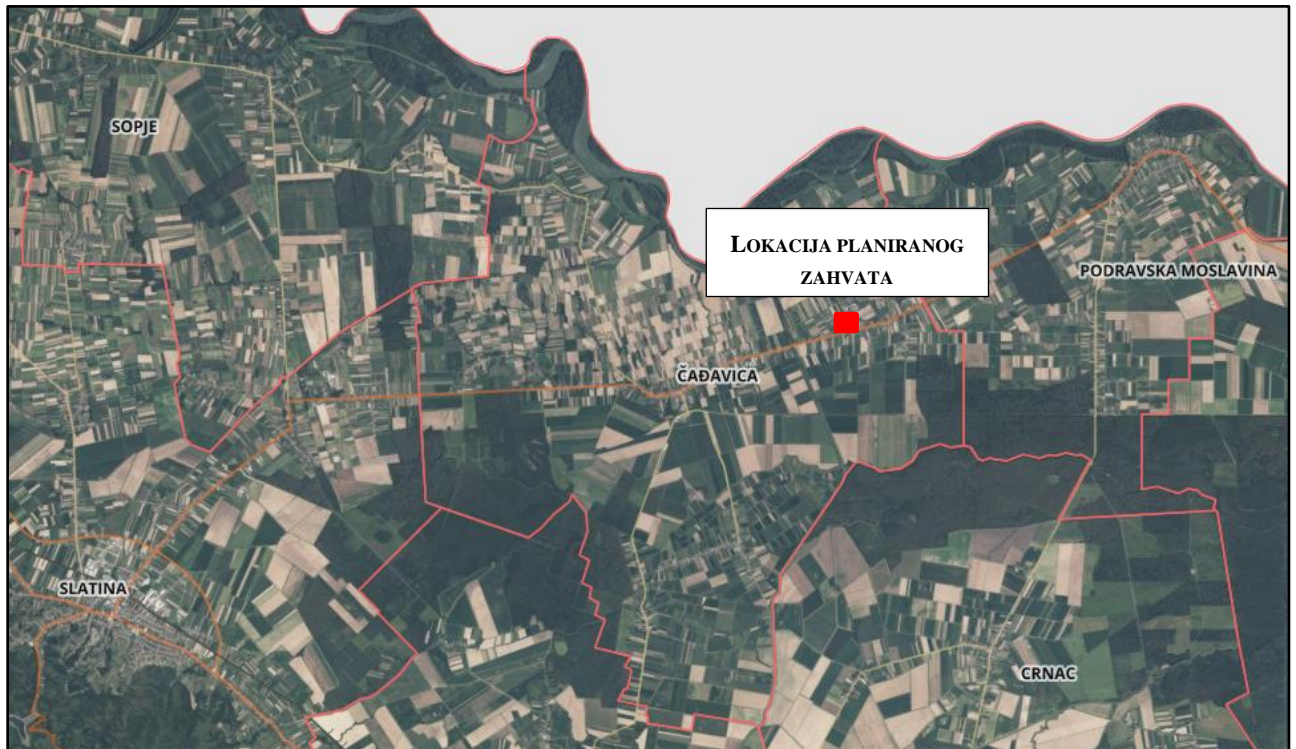 SOPJE
LOKACIJA PLANIRANOG
ZAHVATA
PODRAVSKA MOSLAVINA
ČAĐAVICA
SLATINA
CRNAC